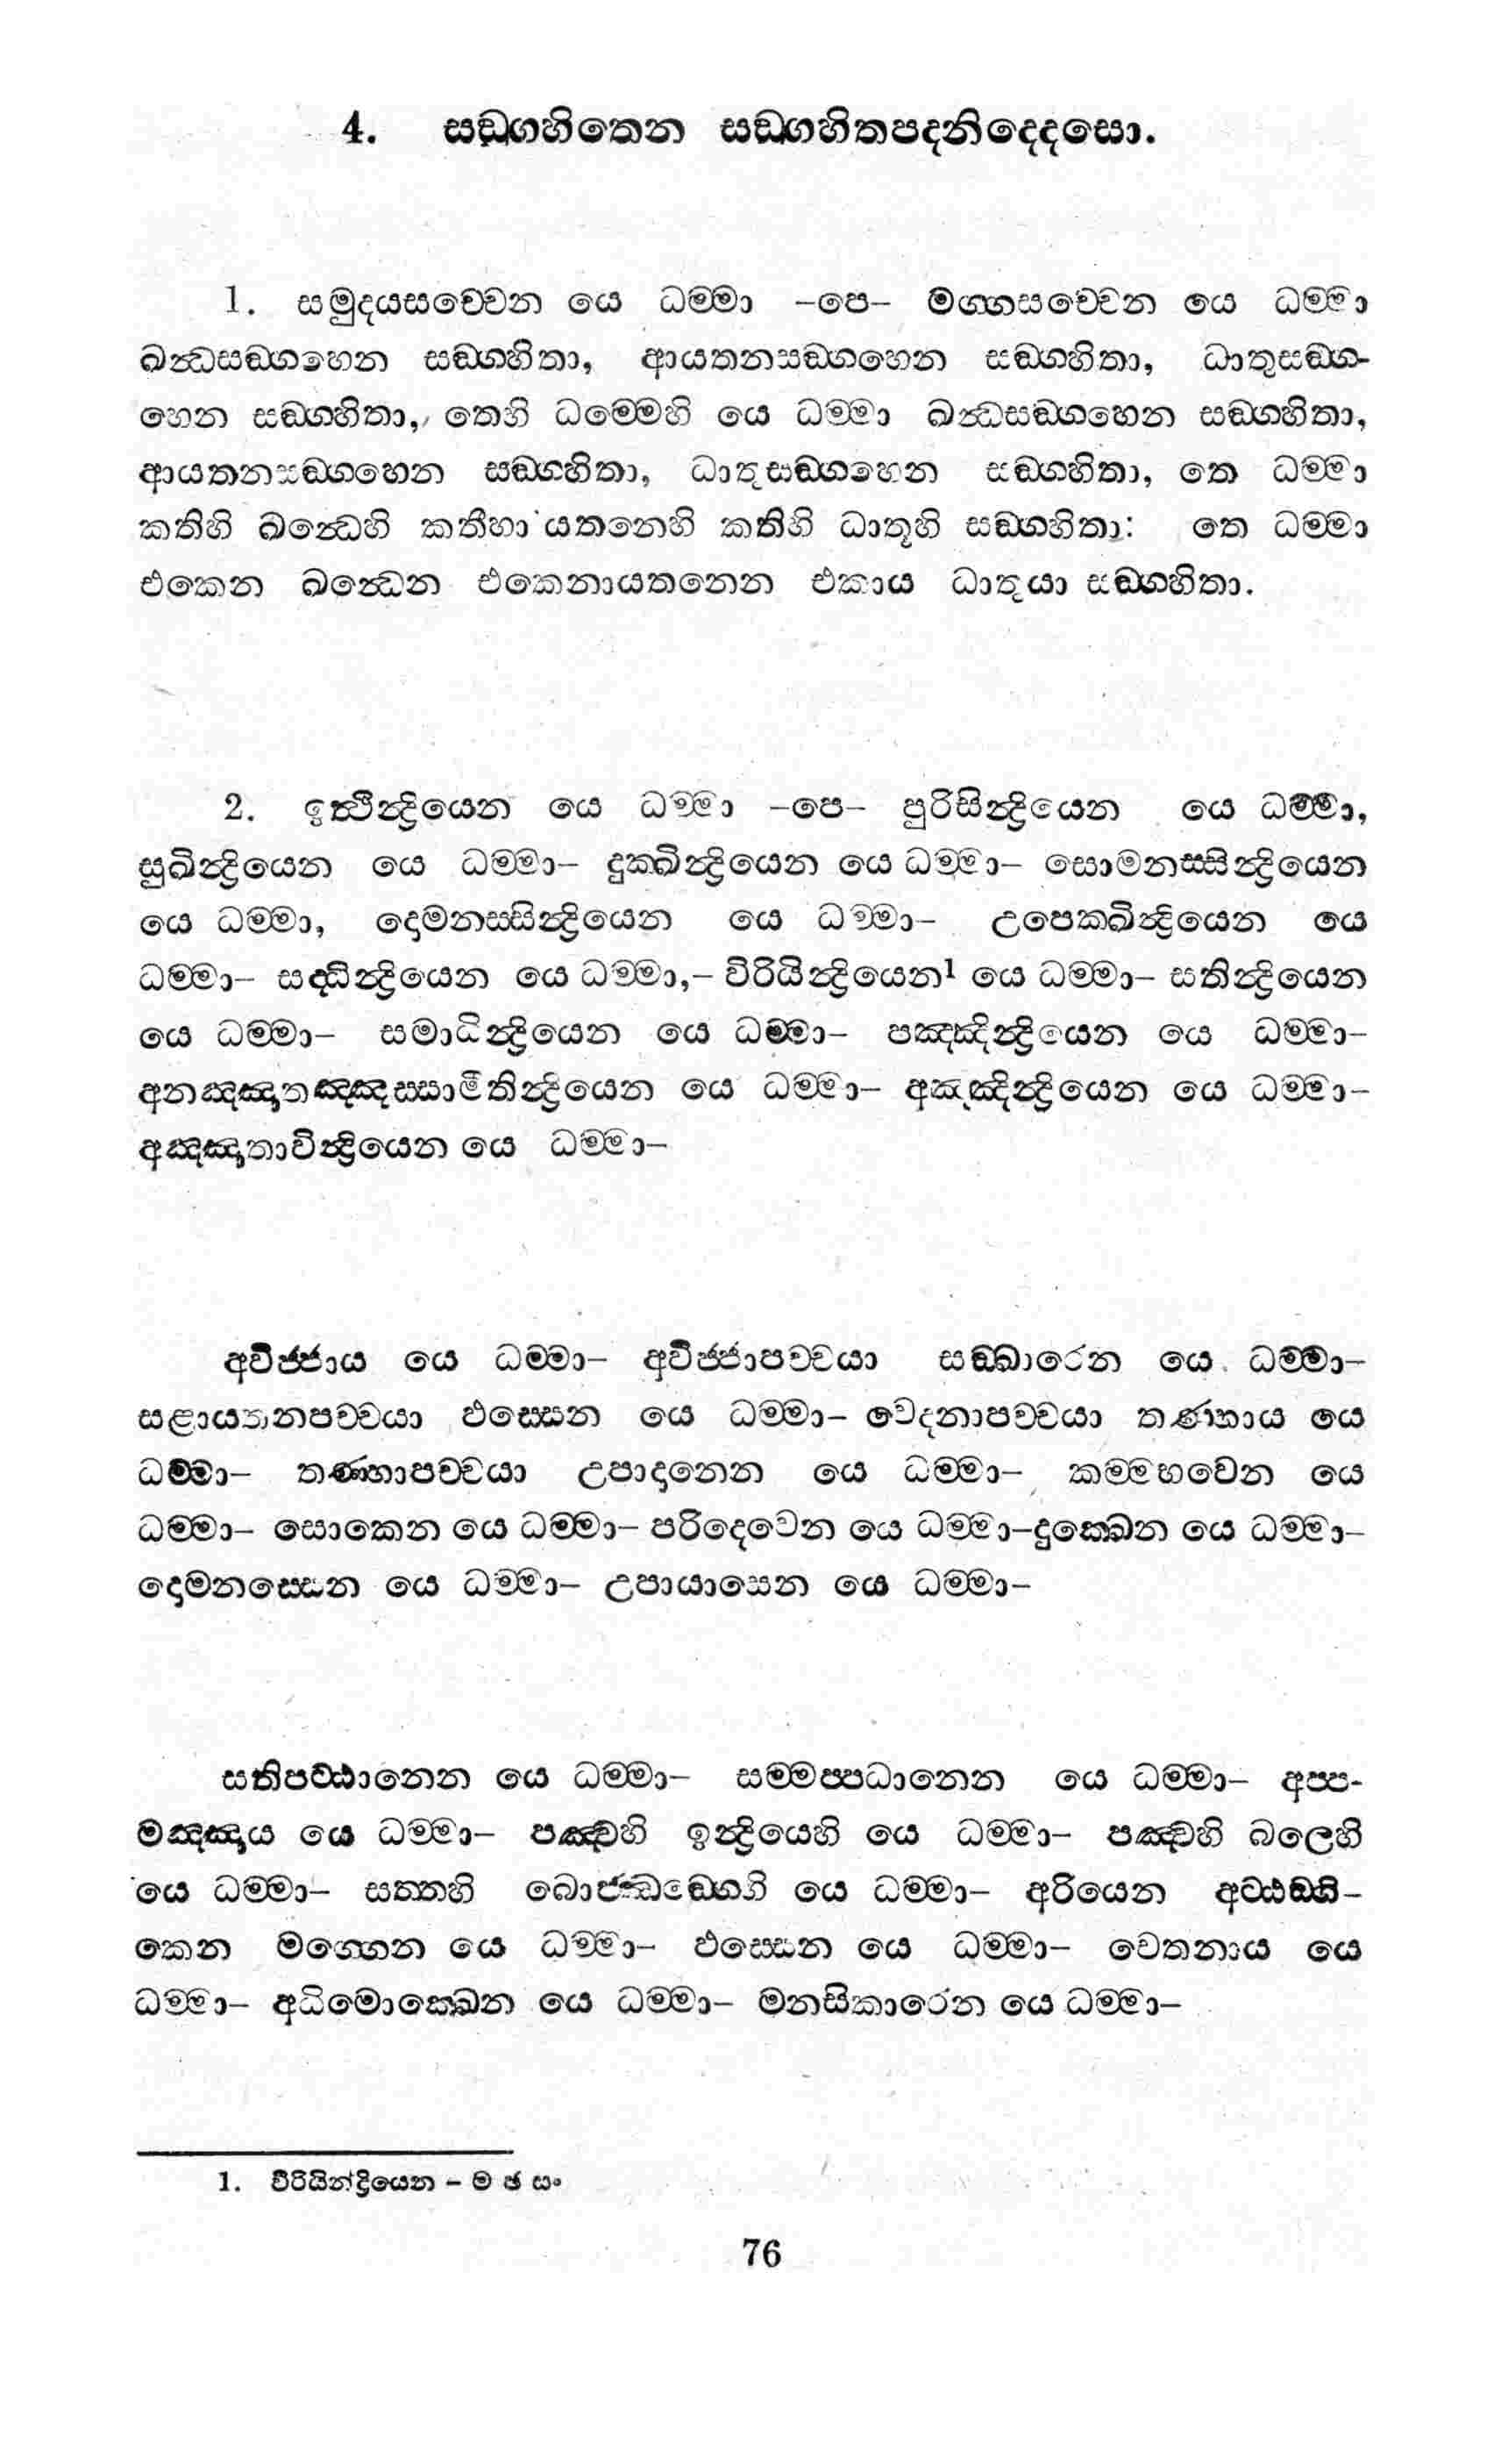 4. සඞ්ගහිතෙන සඞ්ගහිතපදනිද්දෙසො.
1. සමුදයසච්චෙන යෙ ධම්මා -පෙ- මග්ගසච්චෙන යෙ ධම්මා
ඛන්ධසඞ්ගහෙන සඞ්ගහිතා, ආයතනසඞ්ගහෙන සඞ්ගහිතා, ධාතුසඞ්ග-
හෙන සඞ්ගහිතා, තෙහි ධම්මෙහි යෙ ධම්මා ඛන්ධසඞ්ගහෙන සඞ්ගහිතා,
ආයතනසඞ්ගහෙන සඞ්ගහිතා, ධාතුසඞ්ගහෙන සඞ්ගහිතා, තෙ ධම්මා
කතිහි ඛන්ධෙහි කතීහා'යතනෙහි කතිහි ධාතූහි සඞ්ගහිතා: තෙ ධම්මා
එකෙන ඛන්ධෙන එකෙනායතනෙන එකාය ධාතුයා සඞ්ගහිතා.
2. ඉත්ථින්ද්‍රියෙන යෙ ධම්මා -පෙ- පුරිසින්ද්‍රියෙන යෙ ධම්මා,
සුඛින්ද්‍රියෙන යෙ ධම්මා- දුක්ඛින්ද්‍රියෙන යෙ ධම්මා- සොමනස්සින්ද්‍රියෙන
යෙ ධම්මා, දොමනස්සින්ද්‍රියෙන යෙ ධම්මා- උපෙක්ඛින්ද්‍රියෙන යෙ
ධම්මා- සද්ධින්ද්‍රියෙන යෙ ධම්මා,- විරියින්ද්‍රියෙන¹ යෙ ධම්මා- සතින්ද්‍රියෙන
යෙ ධම්මා- සමාධින්ද්‍රියෙන යෙ ධම්මා- පඤ්ඤින්ද්‍රියෙන යෙ ධම්මා-
අනඤ්ඤාතඤ්ඤස්සාමීතින්ද්‍රියෙන යෙ ධම්මා- අඤ්ඤින්ද්‍රියෙන යෙ ධම්මා-
අඤ්ඤාතාවින්ද්‍රියෙන යෙ ධම්මා-
අවිජ්ජාය යෙ ධම්මා- අවිජ්ජාපච්චයා සඞ්ඛාරෙන යෙ ධම්මා-
සළායතනපච්චයා ඵස්සෙන යෙ ධම්මා- වෙදනාපච්චයා තණ්හාය යෙ
ධම්මා- තණ්හාපච්චයා උපාදානෙන යෙ ධම්මා- කම්මභවෙන යෙ
ධම්මා- සොකෙන යෙ ධම්මා- පරිදෙවෙන යෙ ධම්මා-දුක්ඛෙන යෙ ධම්මා-
දොමනස්සෙන යෙ ධම්මා- උපායාසෙන යෙ ධම්මා-
සතිපට්ඨානෙන යෙ ධම්මා- සම්මප්පධානෙන යෙ ධම්මා- අප්ප-
මඤ්ඤාය යෙ ධම්මා- පඤ්චහි ඉන්ද්‍රියෙහි යෙ ධම්මා- පඤ්චහි බලෙහි
යෙ ධම්මා- සත්තහි බොජ්ඣඞ්ගෙහි යෙ ධම්මා- අරියෙන අට්ඨඞ්ගි-
කෙන මග්ගෙන යෙ ධම්මා- ඵස්සෙන යෙ ධම්මා- චෙතනාය යෙ
ධම්මා- අධිමොක්ඛෙන යෙ ධම්මා- මනසිකාරෙන යෙ ධම්මා-
1. වීරියින්ද්‍රියෙන - ම ඡ සං
76